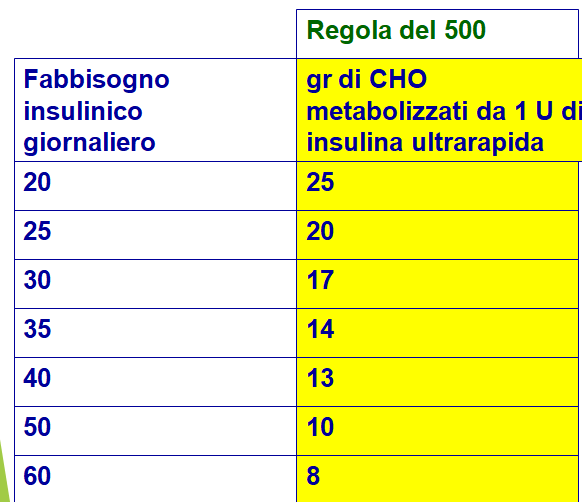 Regola del 500
Fabbisogno
insulinico
giornaliero
gr di CHO
metabolizzati da 1 U di
insulina ultrarapida
20 25
25 20
30 17
35 14
40 13
50 10
60 8